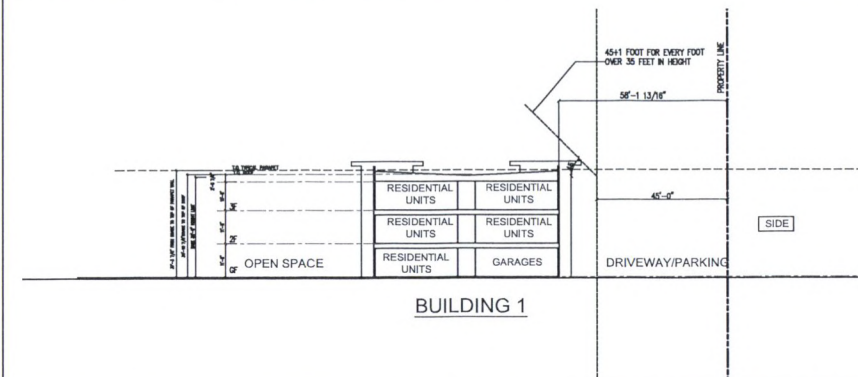 45+1 FOOT FOR EVERY FOOT
OVER 35 FEET IN HEIGHT
PROPERTY LINE
58'-1 13/16"
45'-0"
SIDE
RESIDENTIAL
UNITS
RESIDENTIAL
UNITS
RESIDENTIAL
UNITS
RESIDENTIAL
UNITS
OPEN SPACE
RESIDENTIAL
UNITS
GARAGES
DRIVEWAY/PARKING
BUILDING 1